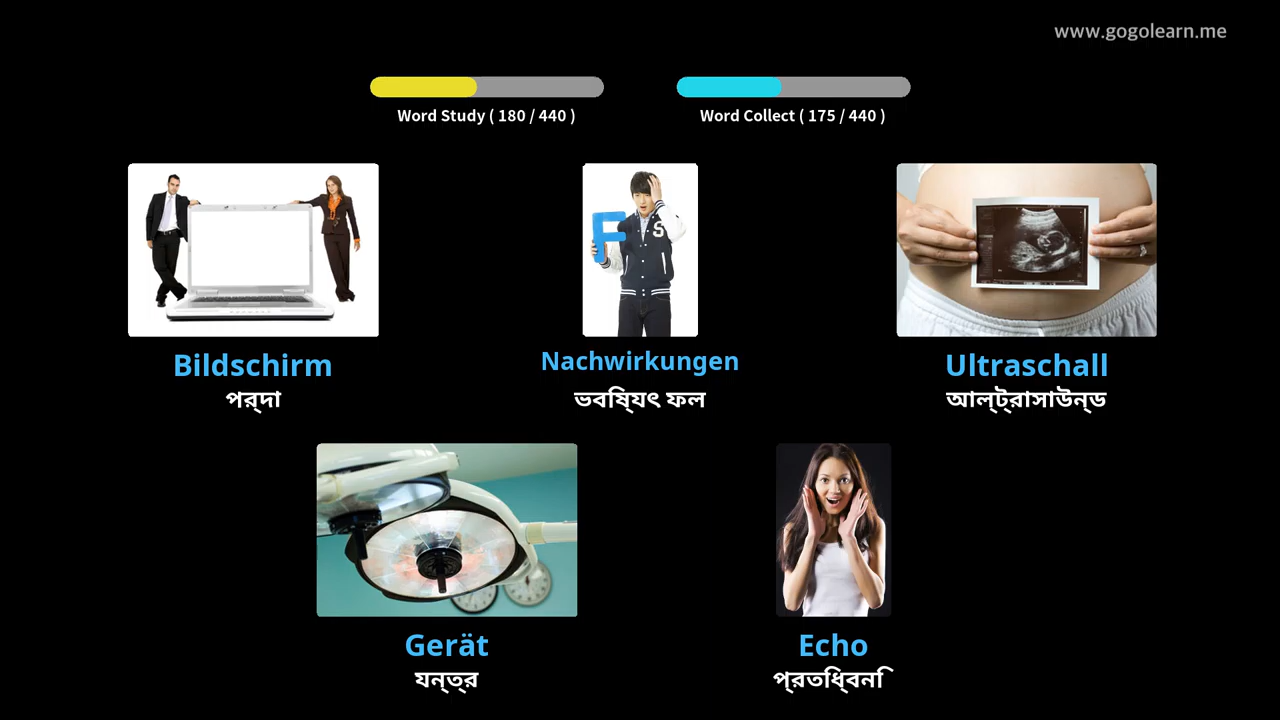 www.gogolearn.me
Word Study ( 180 / 440 )
Word Collect ( 175 / 440 )
F
S
Bildschirm
Nachwirkungen
Ultraschall
পর্দা
ভবিষ্যৎ ফল
আল্ট্রাসাউন্ড
Gerät
Echo
যন্ত্র
প্রতিধ্বনি